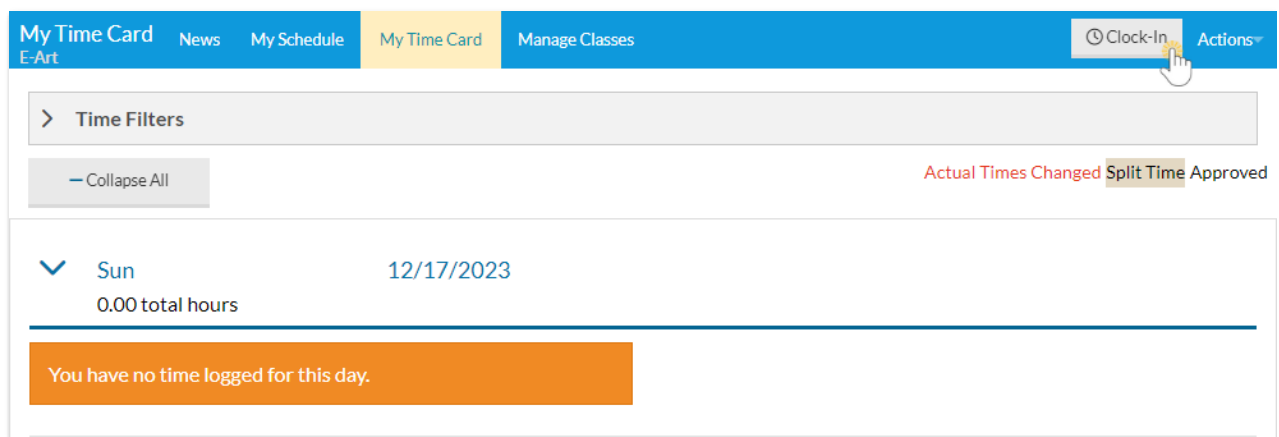 My Time Card News My Schedule My Time Card Manage Classes Clock-In Actions
E-Art
Time Filters
Collapse All Actual Times Changed Split Time Approved
Sun 12/17/2023
0.00 total hours
You have no time logged for this day.